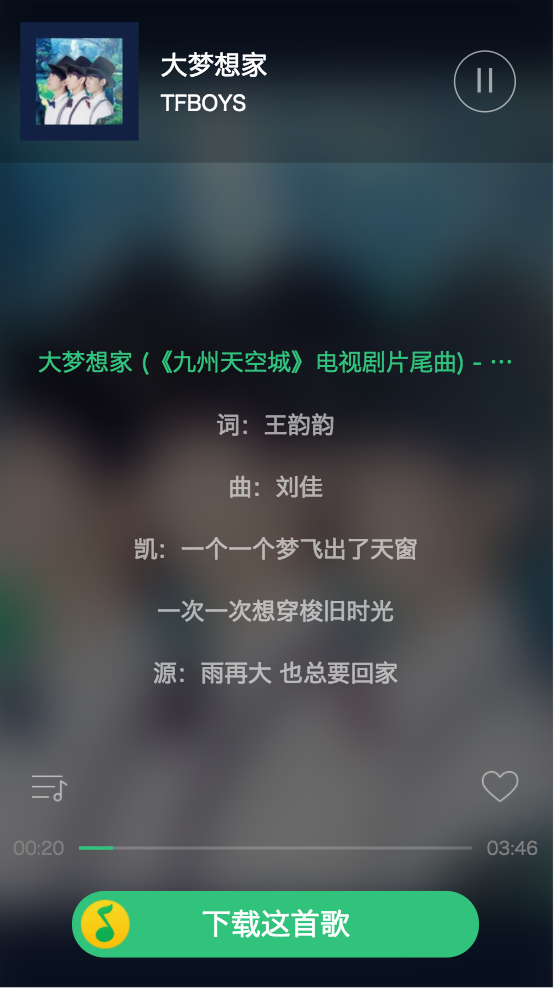 大梦想家
TFBOYS
大梦想家 (《九州天空城》电视剧片尾曲) - ···
词：王韵韵
曲：刘佳
凯：一个一个梦飞出了天窗
一次一次想穿梭旧时光
源：雨再大 也总要回家
00:20
03:46
下载这首歌